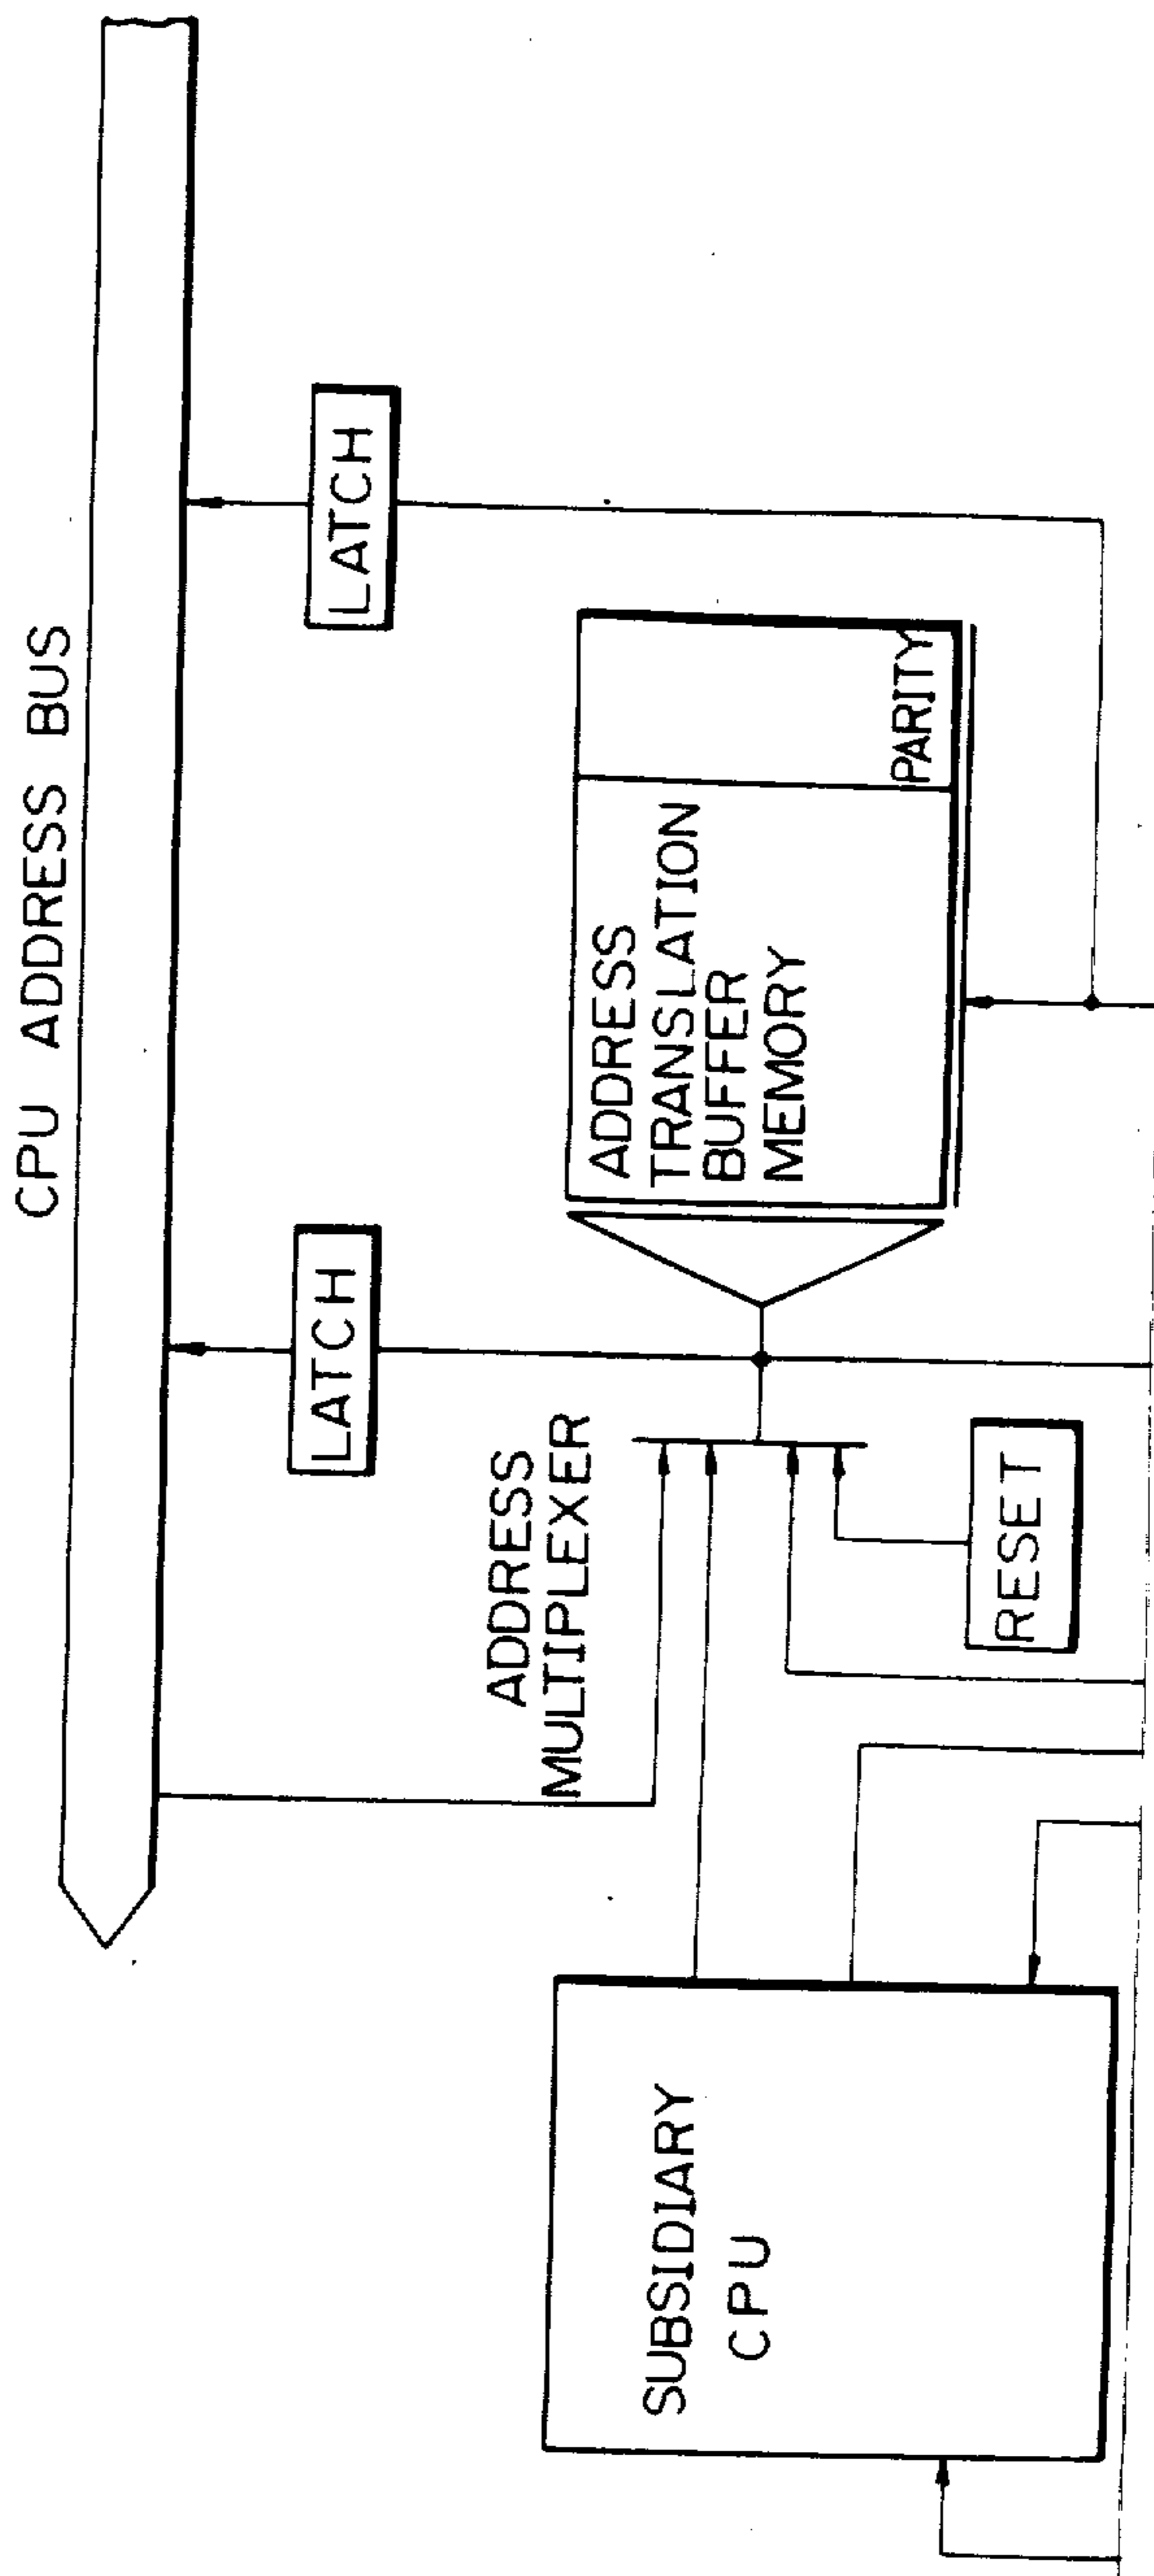 CPU ADDRESS BUS
LATCH
LATCH
ADDRESS
MULTIPLEXER
ADDRESS
TRANSLATION
BUFFER
MEMORY
PARITY
RESET
SUBSIDIARY
CPU